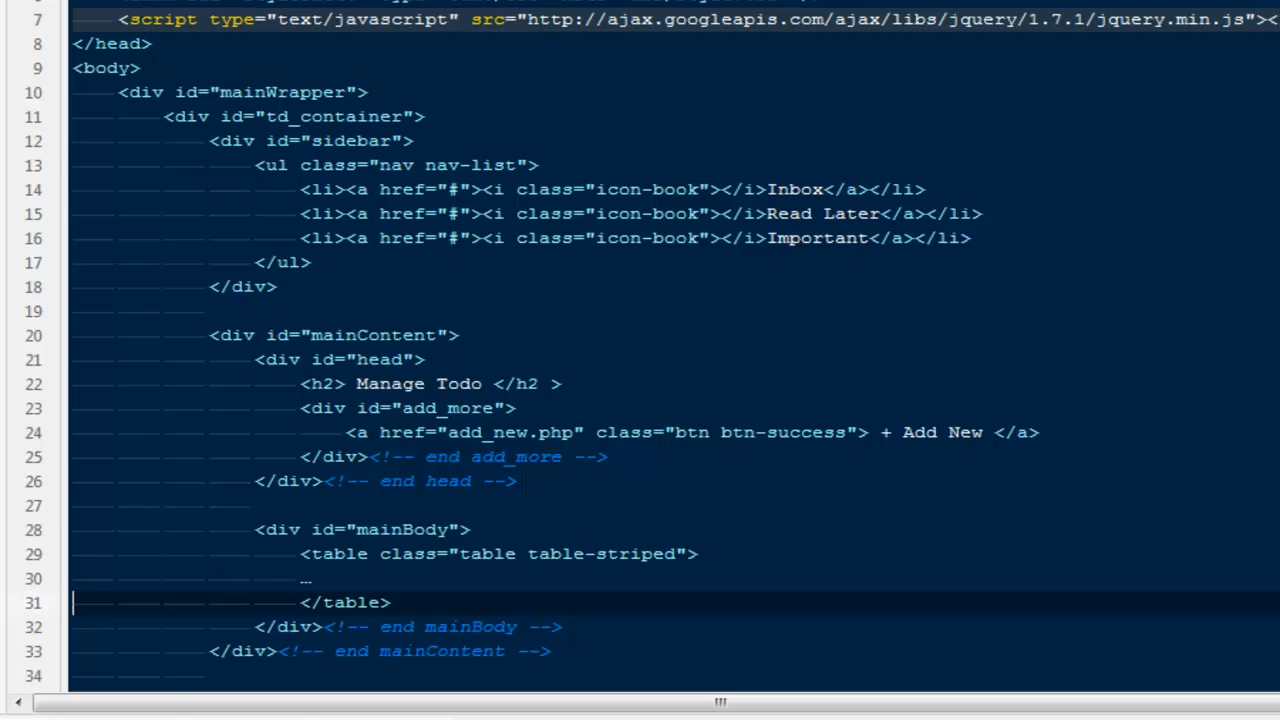 7 <script type="text/javascript" src="http://ajax.googleapis.com/ajax/libs/jquery/1.7.1/jquery.min.js"><
8 </head>
9 <body>
10 <div id="mainWrapper">
11 <div id="td_container">
12 <div id="sidebar">
13 <ul class="nav nav-list">
14 <li><a href="#"><i class="icon-book"></i>Inbox</a></li>
15 <li><a href="#"><i class="icon-book"></i>Read Later</a></li>
16 <li><a href="#"><i class="icon-book"></i>Important</a></li>
17 </ul>
18 </div>
19
20 <div id="mainContent">
21 <div id="head">
22 <h2> Manage Todo </h2 >
23 <div id="add_more">
24 <a href="add_new.php" class="btn btn-success"> + Add New </a>
25 </div><!-- end add_more -->
26 </div><!-- end head -->
27
28 <div id="mainBody">
29 <table class="table table-striped">
30 …
31 </table>
32 </div><!-- end mainBody -->
33 </div><!-- end mainContent -->
34